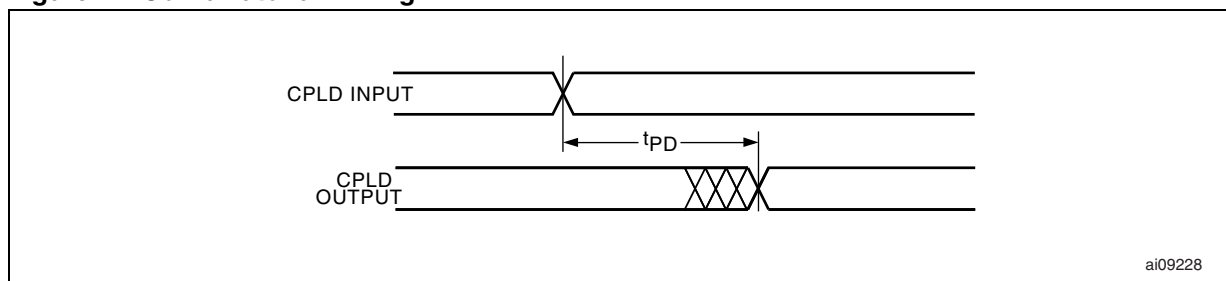 CPLD INPUT
tPD
CPLD
OUTPUT
ai09228